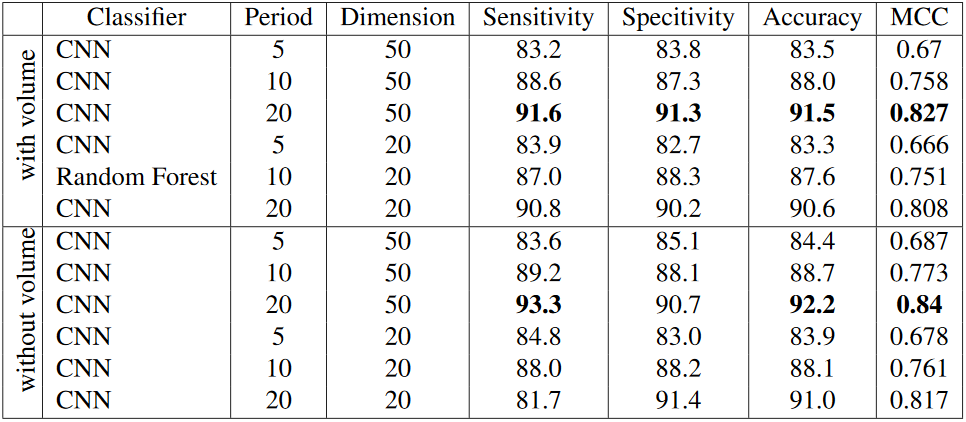 Classifier Period Dimension Sensitivity Specitivity Accuracy MCC
with volume
CNN 5 50 83.2 83.8 83.5 0.67
CNN 10 50 88.6 87.3 88.0 0.758
CNN 20 50 91.6 91.3 91.5 0.827
CNN 5 20 83.9 82.7 83.3 0.666
Random Forest 10 20 87.0 88.3 87.6 0.751
CNN 20 20 90.8 90.2 90.6 0.808
without volume
CNN 5 50 83.6 85.1 84.4 0.687
CNN 10 50 89.2 88.1 88.7 0.773
CNN 20 50 93.3 90.7 92.2 0.84
CNN 5 20 84.8 83.0 83.9 0.678
CNN 10 20 88.0 88.2 88.1 0.761
CNN 20 20 81.7 91.4 91.0 0.817